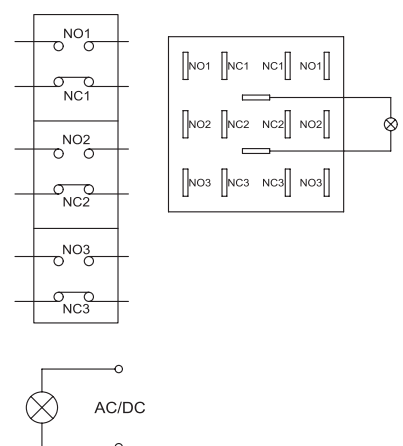 NO1
NC1
NO2
NC2
NO3
NC3
NO1 NC1 NC1 NO1
NO2 NC2 NC2 NO2
NO3 NC3 NC3 NO3
AC/DC